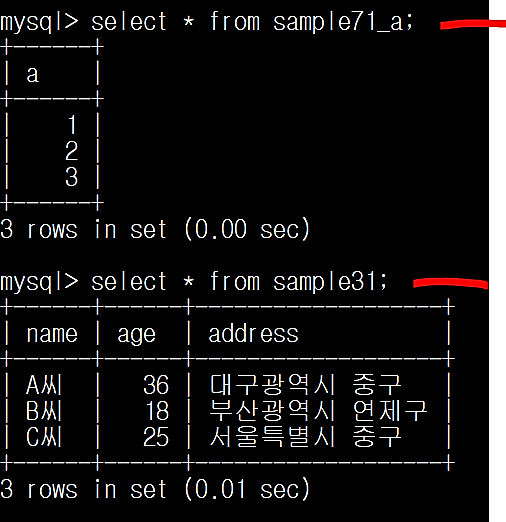 mysql> select * from sample71_a;
+------+
| a    |
+------+
|    1 |
|    2 |
|    3 |
+------+
3 rows in set (0.00 sec)
mysql> select * from sample31;
+------+------+-----------------+
| name | age  | address         |
+------+------+-----------------+
| A씨  |   36 | 대구광역시 중구   |
| B씨  |   18 | 부산광역시 연제구 |
| C씨  |   25 | 서울특별시 중구   |
+------+------+-----------------+
3 rows in set (0.01 sec)